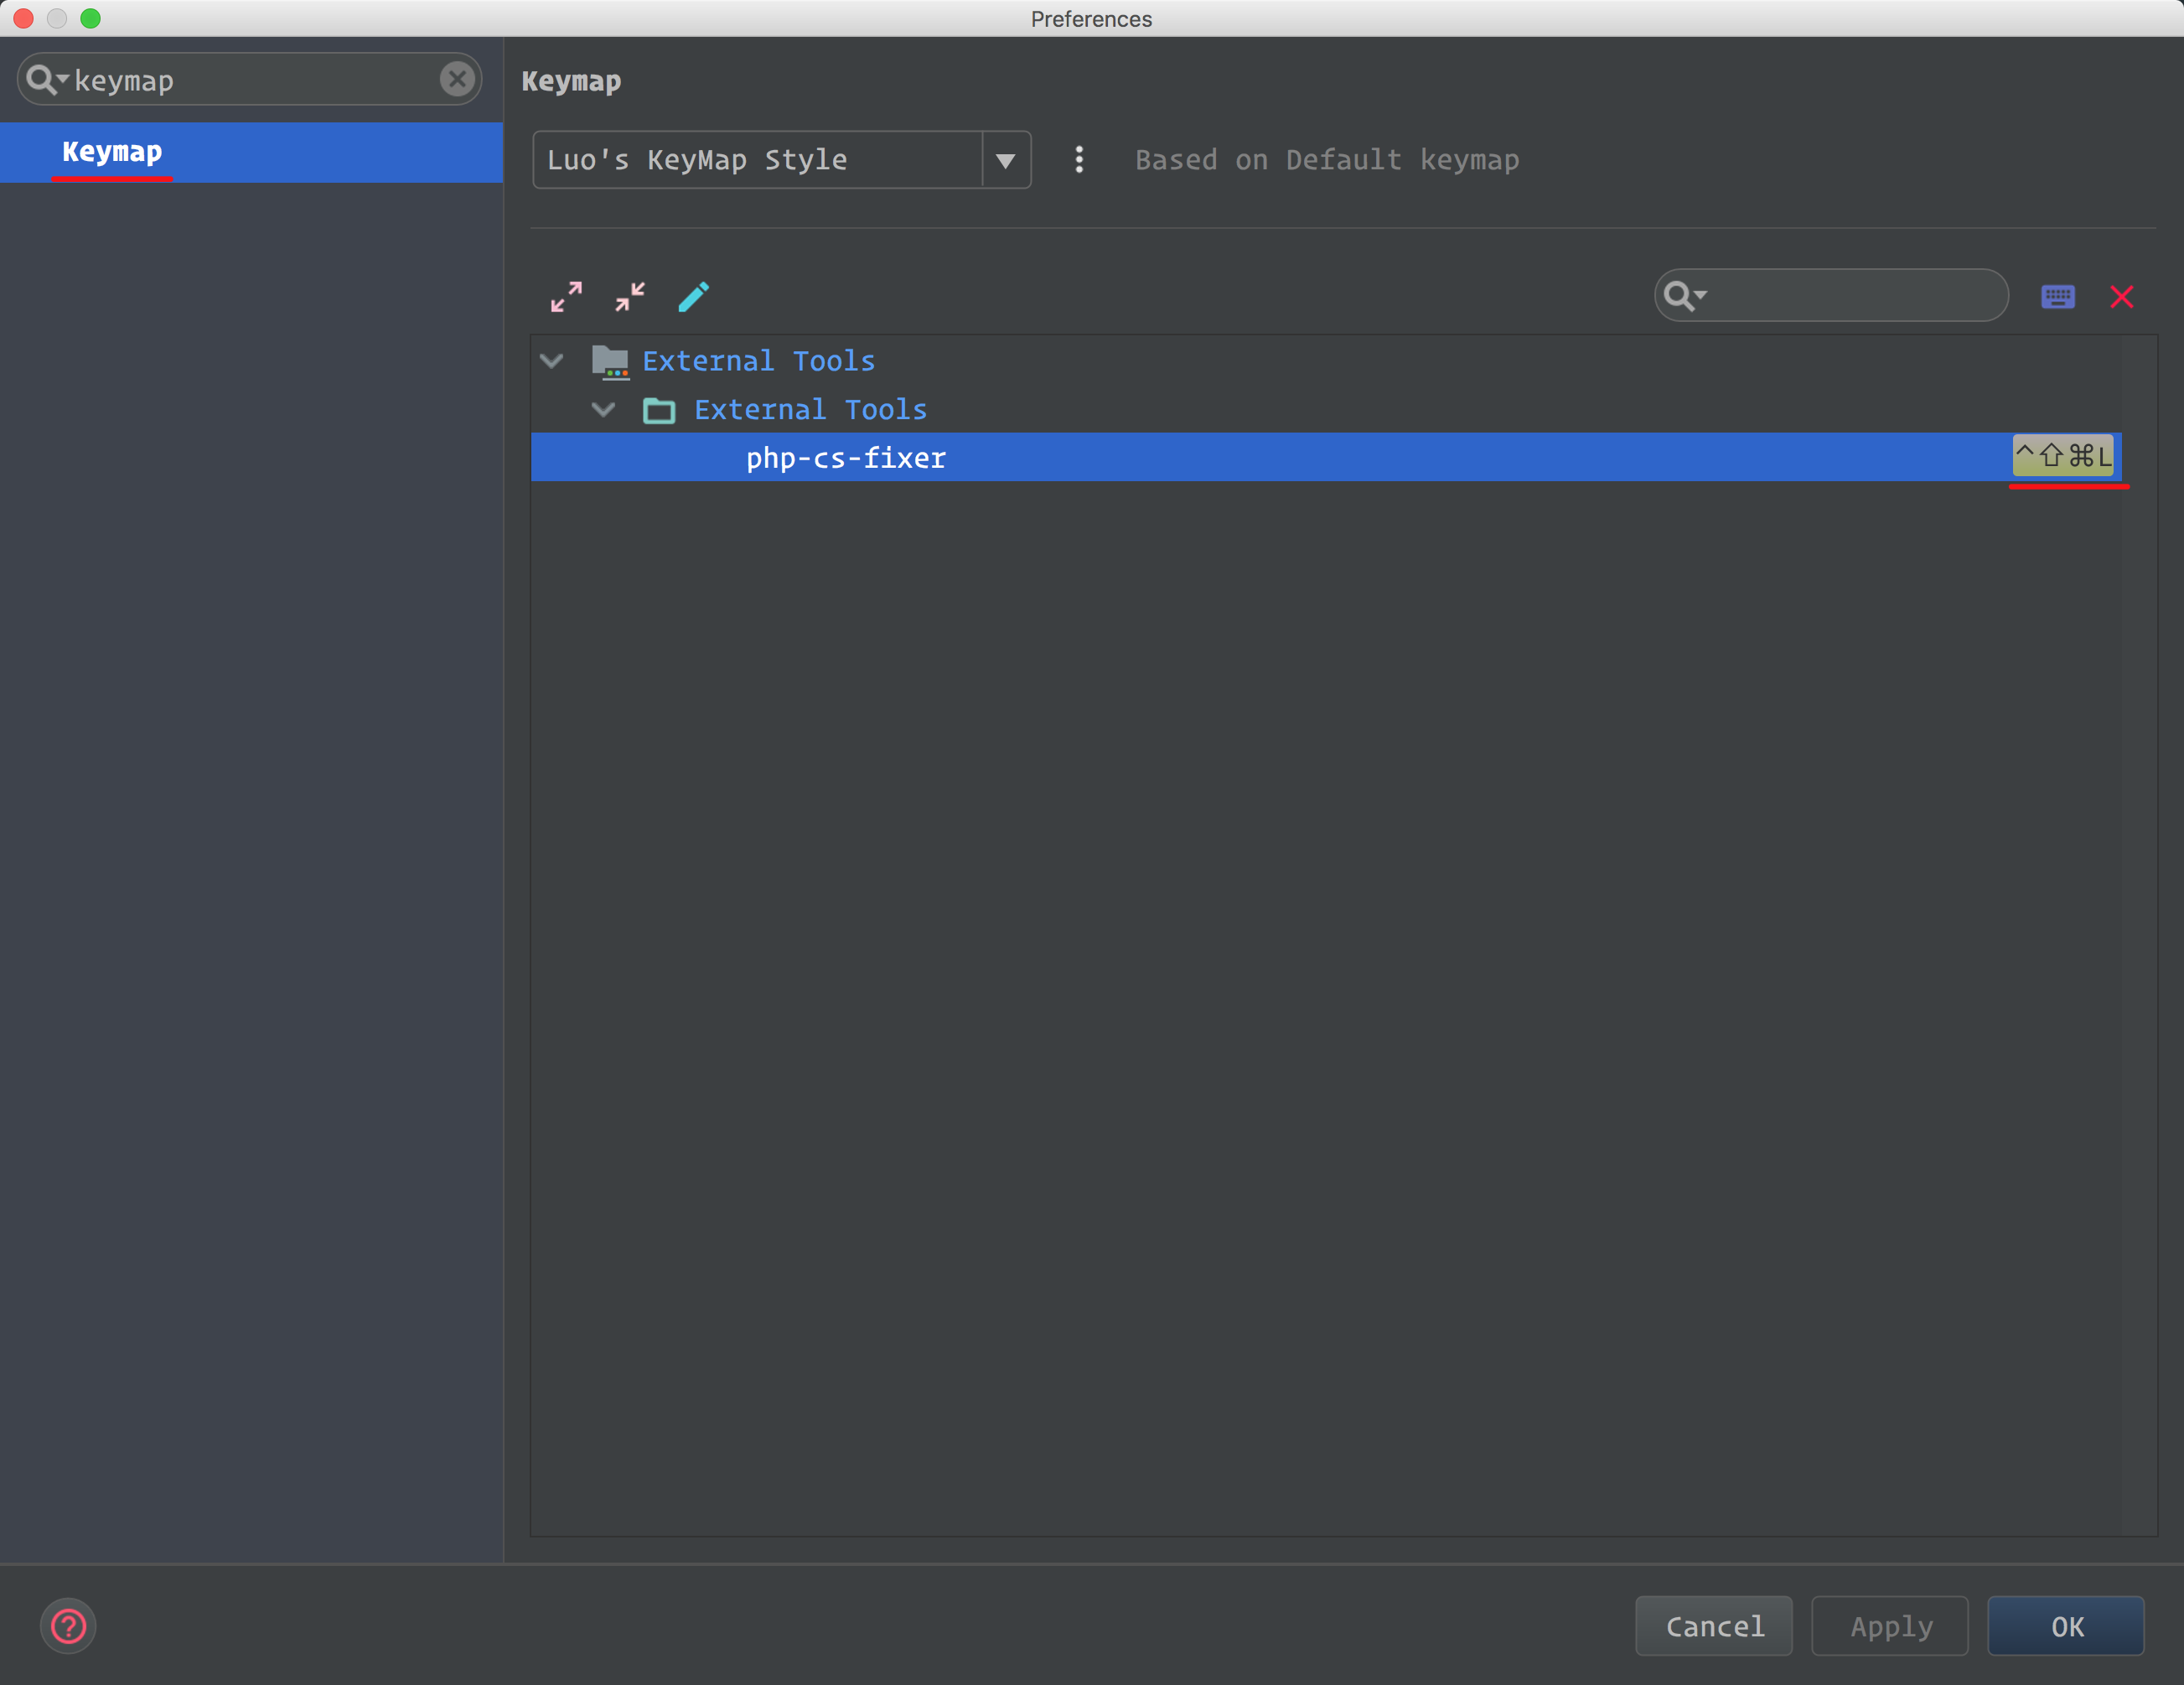 Preferences
keymap
Keymap
Keymap
Luo's KeyMap Style
Based on Default keymap
External Tools
External Tools
php-cs-fixer
^⇧⌘L
?
Cancel
Apply
OK